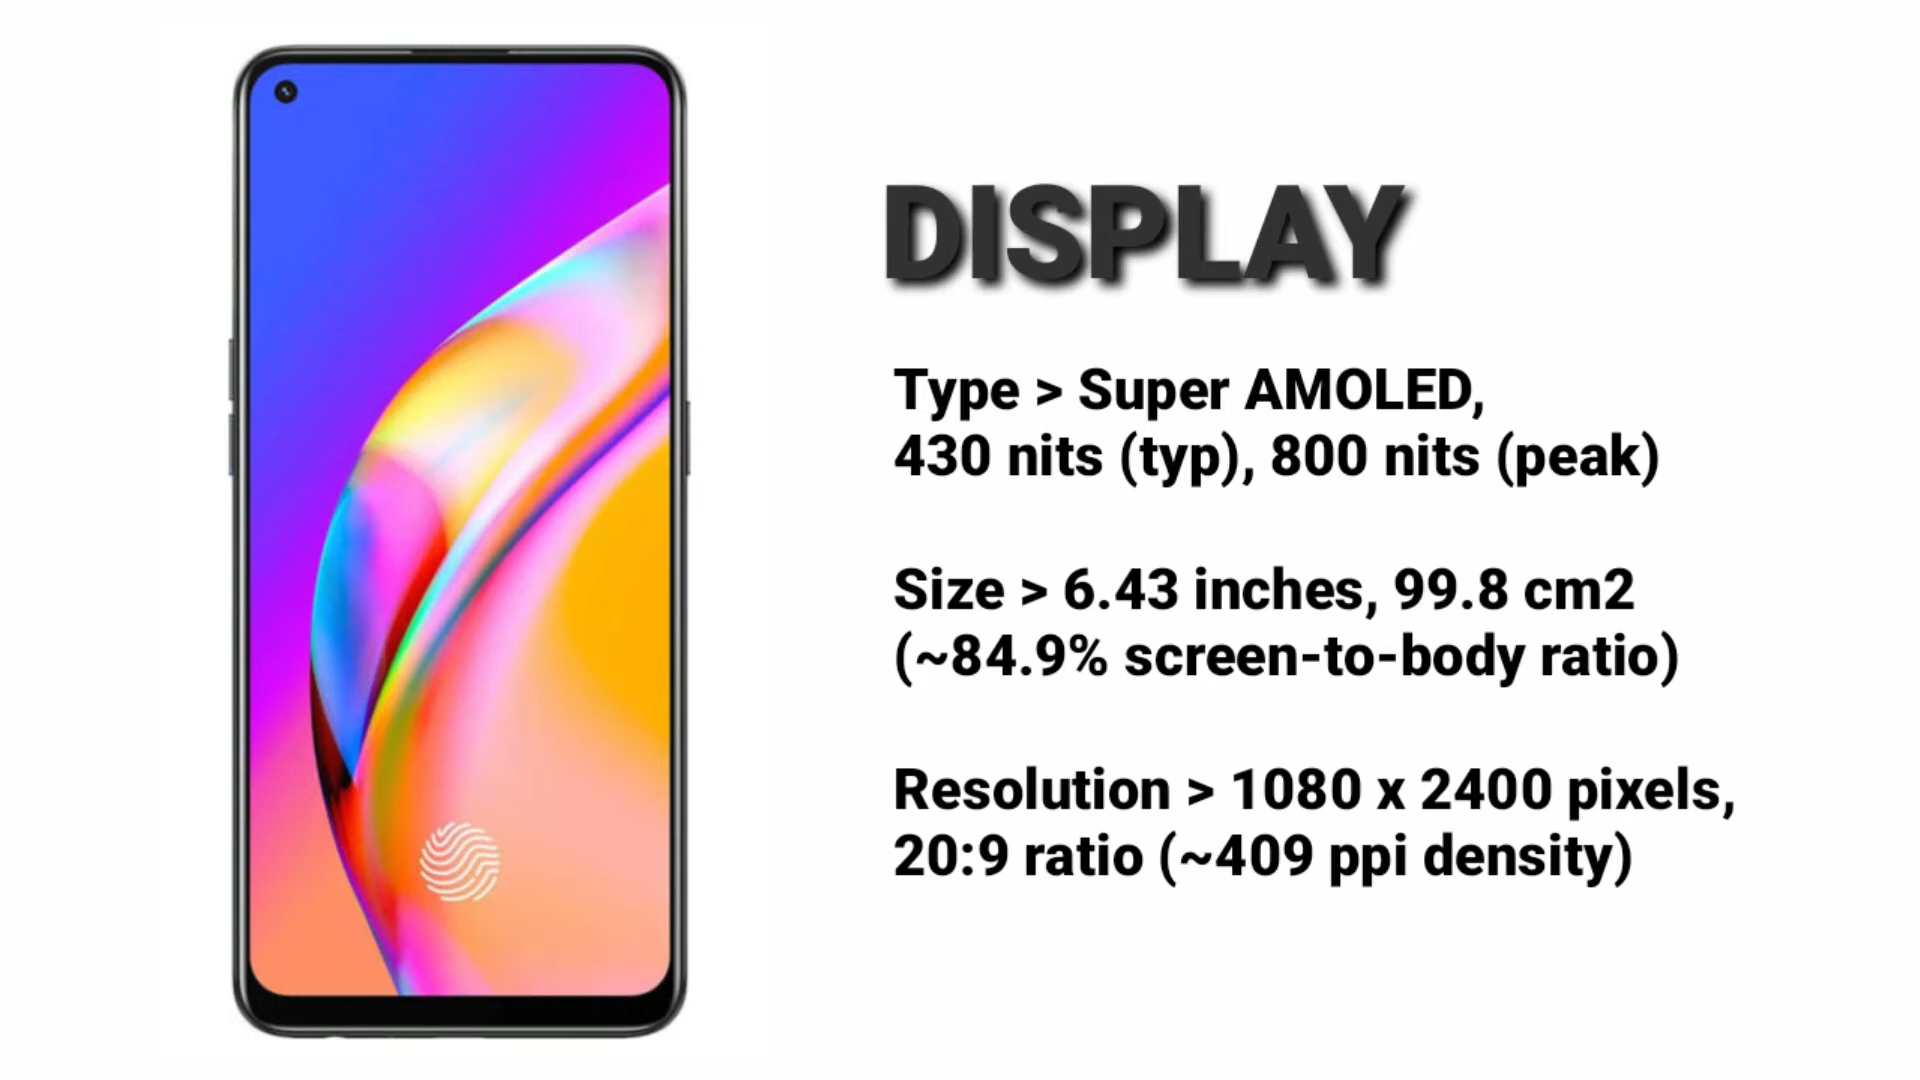 DISPLAY
Type > Super AMOLED,
430 nits (typ), 800 nits (peak)
Size > 6.43 inches, 99.8 cm2
(~84.9% screen-to-body ratio)
Resolution > 1080 x 2400 pixels,
20:9 ratio (~409 ppi density)